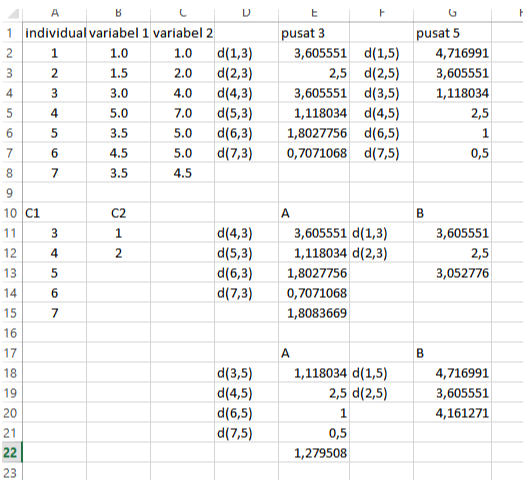 A B C D E F G
1 individual variabel 1 variabel 2 pusat 3 pusat 5
2 1 1.0 1.0 d(1,3) 3,605551 d(1,5) 4,716991
3 2 1.5 2.0 d(2,3) 2,5 d(2,5) 3,605551
4 3 3.0 4.0 d(4,3) 3,605551 d(3,5) 1,118034
5 4 5.0 7.0 d(5,3) 1,118034 d(4,5) 2,5
6 5 3.5 5.0 d(6,3) 1,8027756 d(6,5) 1
7 6 4.5 5.0 d(7,3) 0,7071068 d(7,5) 0,5
8 7 3.5 4.5
9
10 C1 C2 A B
11 3 1 d(4,3) 3,605551 d(1,3) 3,605551
12 4 2 d(5,3) 1,118034 d(2,3) 2,5
13 5 d(6,3) 1,8027756 3,052776
14 6 d(7,3) 0,7071068
15 7 1,8083669
16
17 A B
18 d(3,5) 1,118034 d(1,5) 4,716991
19 d(4,5) 2,5 d(2,5) 3,605551
20 d(6,5) 1 4,161271
21 d(7,5) 0,5
22 1,279508
23